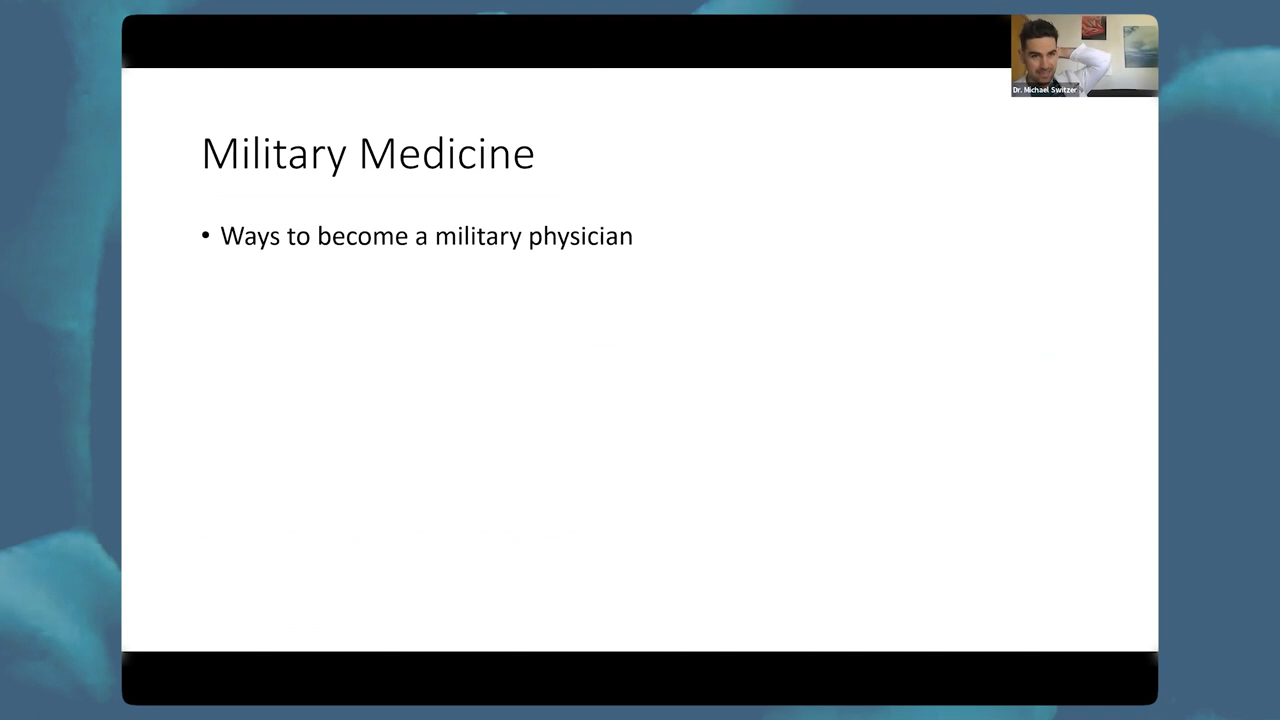 Dr. Michael Switzer
Military Medicine
• Ways to become a military physician